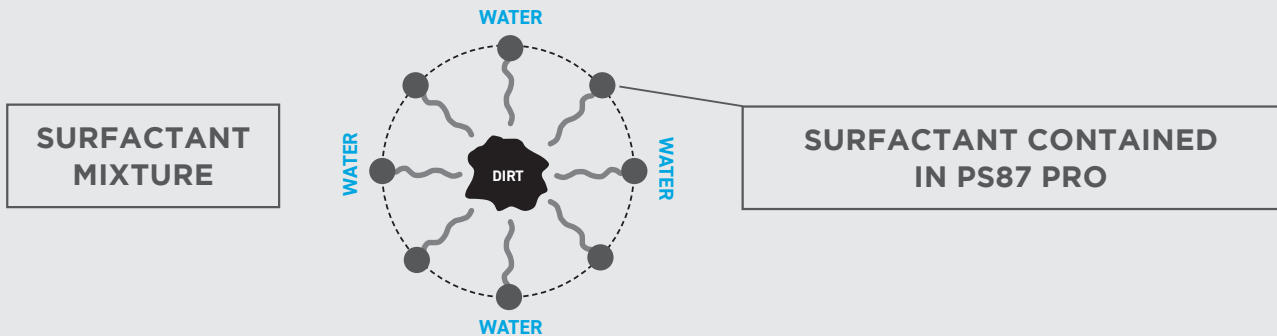 WATER
SURFACTANT
MIXTURE
WATER
DIRT
WATER
SURFACTANT CONTAINED
IN PS87 PRO
WATER